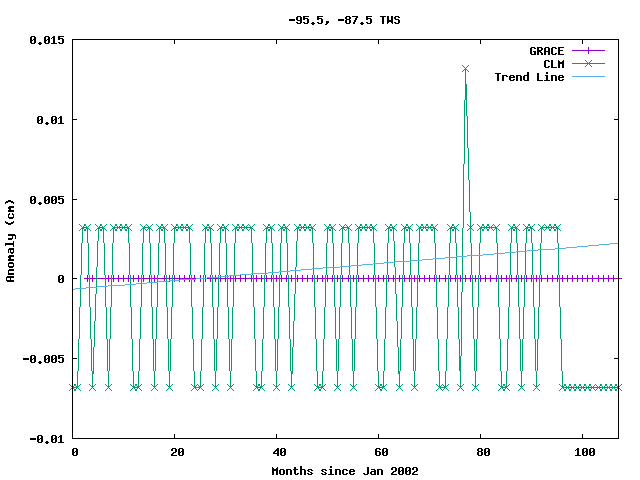 -95.5, -87.5 TWS
0.015
GRACE
CLM
Trend Line
0.01
0.005
0
-0.005
-0.01
Anomaly (cm)
0 20 40 60 80 100
Months since Jan 2002